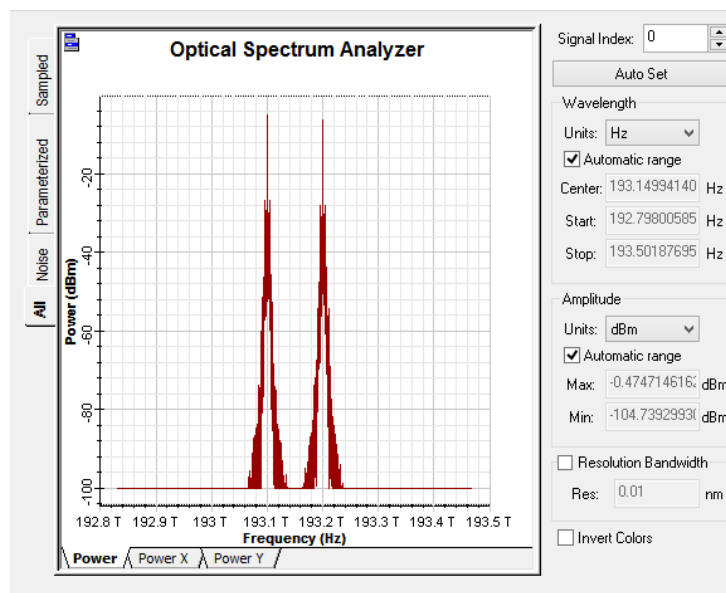 Optical Spectrum Analyzer
Sampled
Parameterized
Noise
All
Power (dBm)
-20
-40
-60
-80
-100
192.8 T 192.9 T 193 T 193.1 T 193.2 T 193.3 T 193.4 T 193.5 T
Frequency (Hz)
Power Power X Power Y
Signal Index: 0
Auto Set
Wavelength
Units: Hz
Automatic range
Center: 193.14994140 Hz
Start: 192.79800585 Hz
Stop: 193.50187695 Hz
Amplitude
Units: dBm
Automatic range
Max: -0.474714616 dBm
Min: -104.7392993 dBm
Resolution Bandwidth
Res: 0.01 nm
Invert Colors